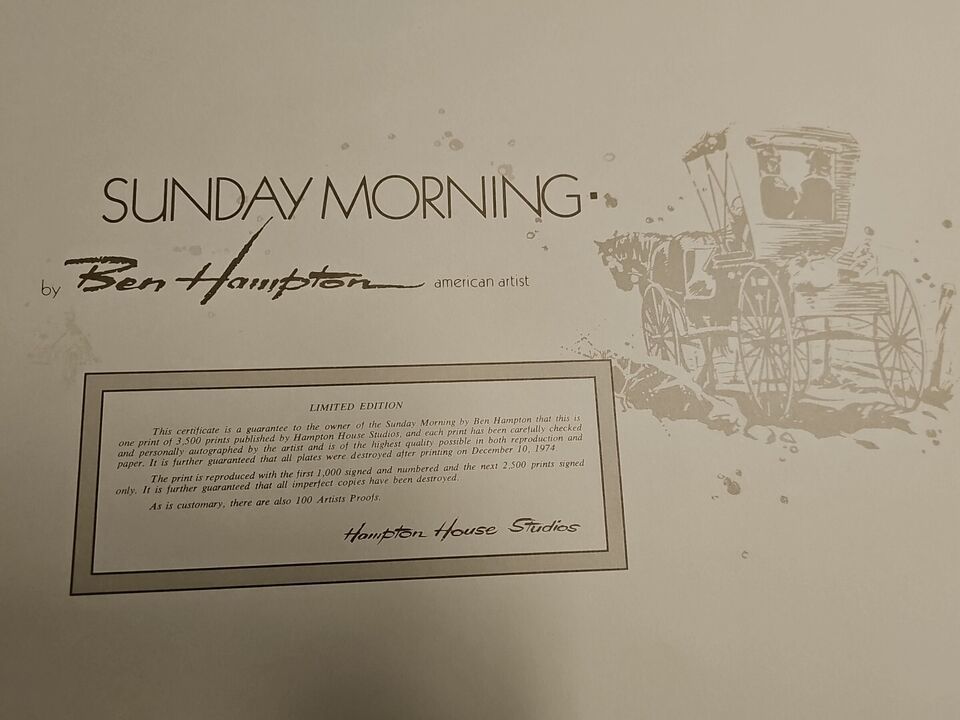 SUNDAY MORNING
by Ben Hampton american artist
LIMITED EDITION
This certificate is a guarantee to the owner of the Sunday Morning by Ben Hampton that this is
one print of 3,500 prints published by Hampton House Studios, and each print has been carefully checked
and personally autographed by the artist and is of the highest quality possible in both reproduction and
paper. It is further guaranteed that all plates were destroyed after printing on December 10, 1974.
The print is reproduced with the first 1,000 signed and numbered and the next 2,500 prints signed
only. It is further guaranteed that all imperfect copies have been destroyed.
As is customary, there are also 100 Artists Proofs.
Hampton House Studios